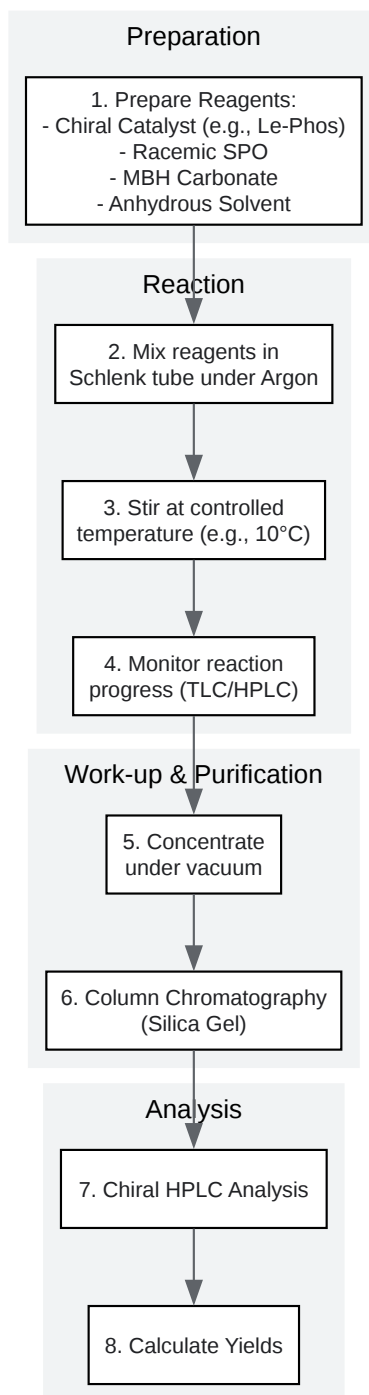 Preparation
1. Prepare Reagents:
- Chiral Catalyst (e.g., Le-Phos)
- Racemic SPO
- MBH Carbonate
- Anhydrous Solvent
Reaction
2. Mix reagents in
Schlenk tube under Argon
3. Stir at controlled
temperature (e.g., 10°C)
4. Monitor reaction
progress (TLC/HPLC)
Work-up & Purification
5. Concentrate
under vacuum
6. Column Chromatography
(Silica Gel)
Analysis
7. Chiral HPLC Analysis
8. Calculate Yields